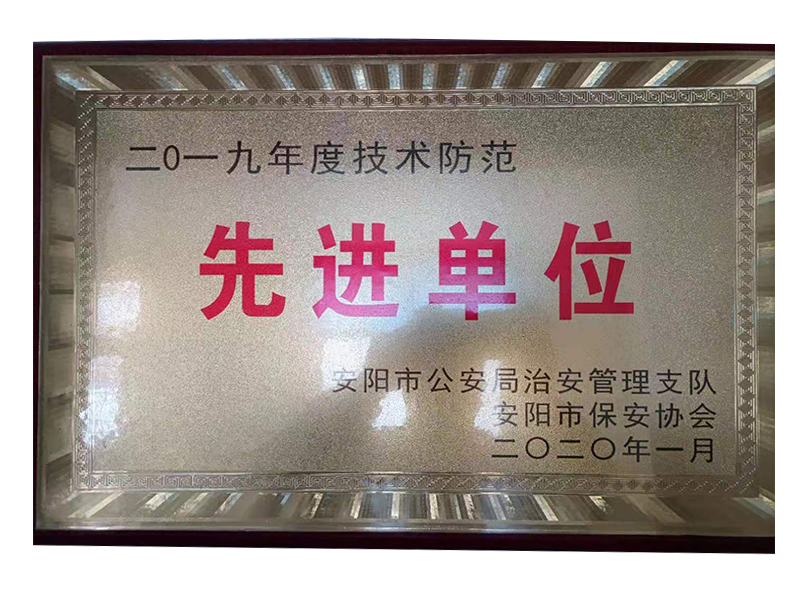 二0一九年度技术防范
先进单位
安阳市公安局治安管理支队
安阳市保安协会
二〇二〇年一月